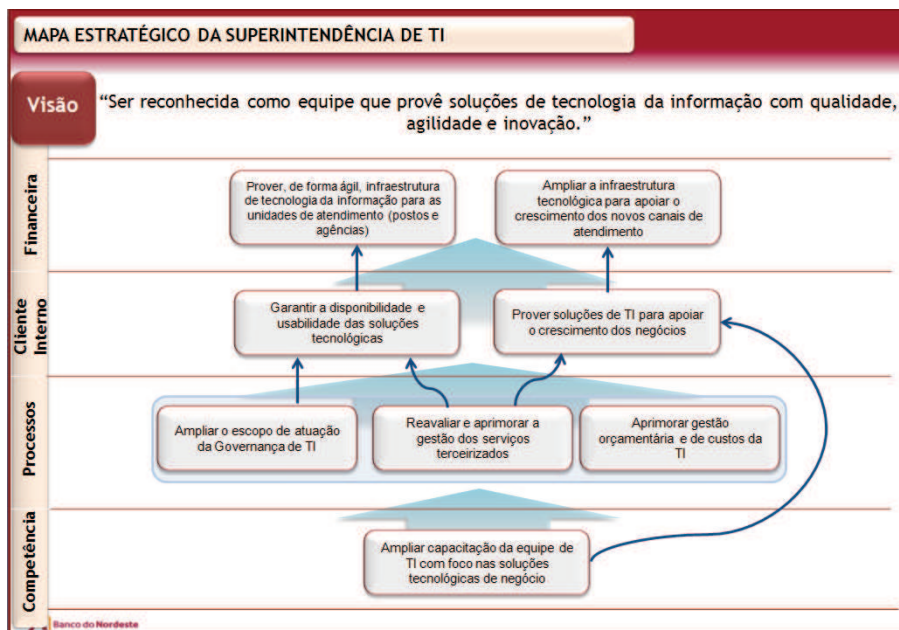 MAPA ESTRATÉGICO DA SUPERINTENDÊNCIA DE TI
Visão
“Ser reconhecida como equipe que provê soluções de tecnologia da informação com qualidade,
agilidade e inovação.”
Financeira
Prover, de forma ágil, infraestrutura
de tecnologia da informação para as
unidades de atendimento (postos e
agências)
Ampliar a infraestrutura
tecnológica para apoiar o
crescimento dos novos canais de
atendimento
Cliente
Interno
Garantir a disponibilidade e
usabilidade das soluções
tecnológicas
Prover soluções de TI para apoiar
o crescimento dos negócios
Processos
Ampliar o escopo de atuação
da Governança de TI
Reavaliar e aprimorar a
gestão dos serviços
terceirizados
Aprimorar gestão
orçamentária e de custos da
TI
Competência
Ampliar capacitação da equipe de
TI com foco nas soluções
tecnológicas de negócio
Banco do Nordeste